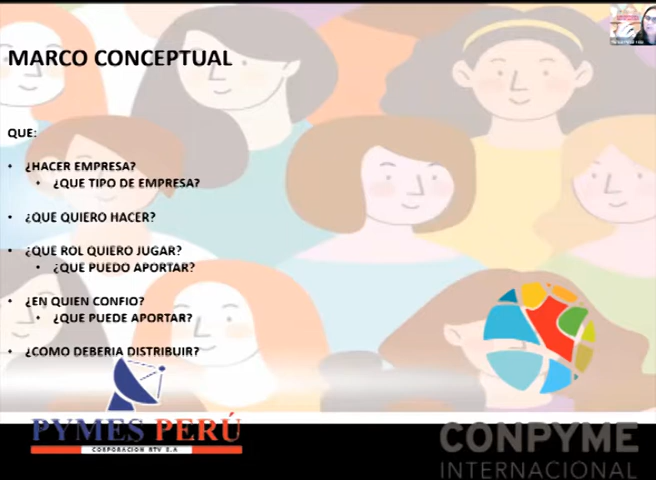 MARCO CONCEPTUAL
QUE:
• ¿HACER EMPRESA?
• ¿QUE TIPO DE EMPRESA?
• ¿QUE QUIERO HACER?
• ¿QUE ROL QUIERO JUGAR?
• ¿QUE PUEDO APORTAR?
• ¿EN QUIEN CONFIO?
• ¿QUE PUEDE APORTAR?
• ¿COMO DEBERIA DISTRIBUIR?
PYMES PERÚ
CORPORACION RTV S.A
CONPYME
INTERNACIONAL